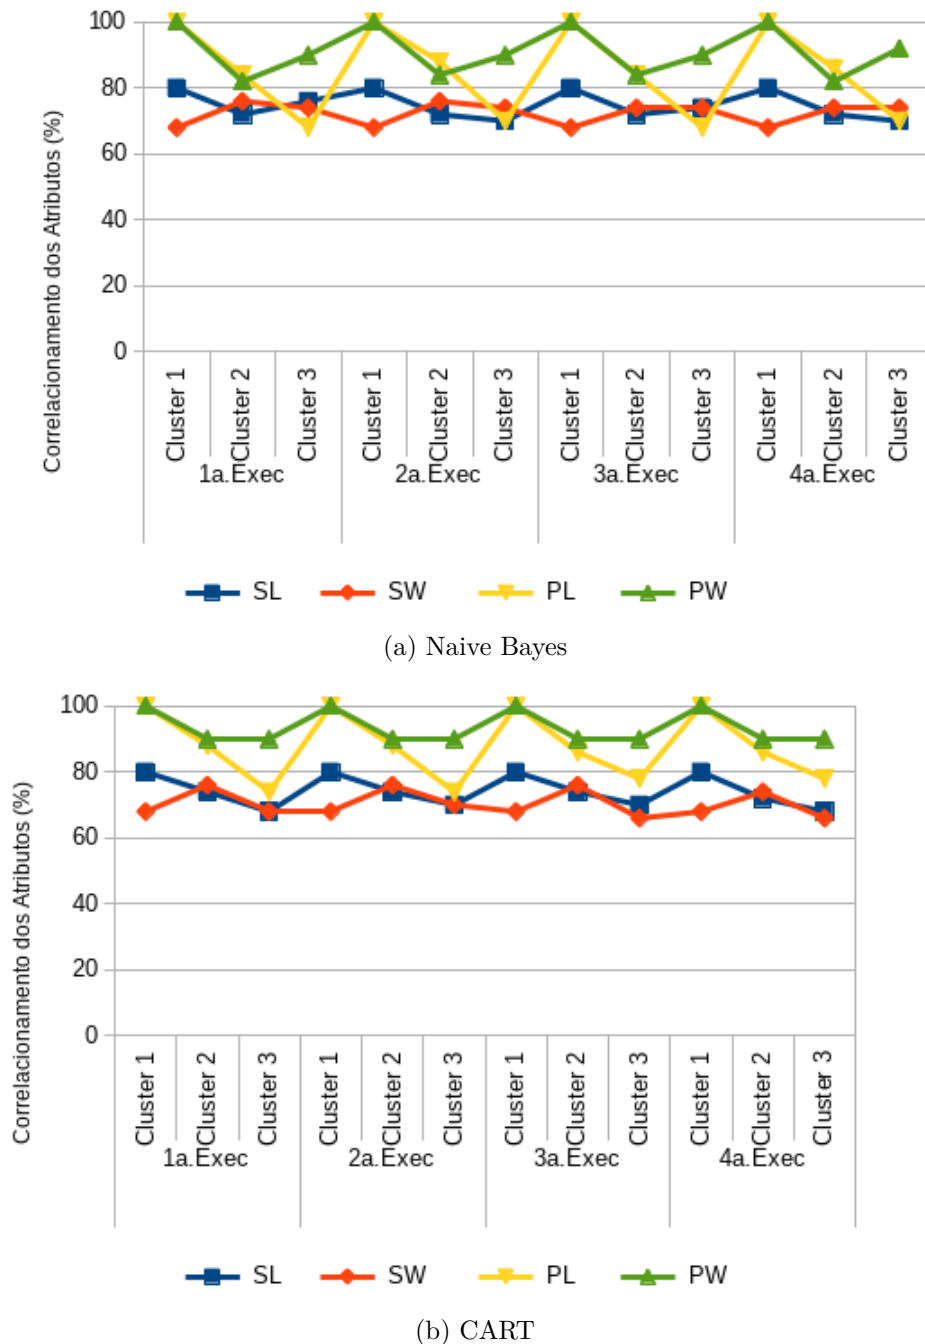 Correlacionamento dos Atributos (%)
100
80
60
40
20
0
Cluster 1
Cluster 2
Cluster 3
Cluster 1
Cluster 2
Cluster 3
Cluster 1
Cluster 2
Cluster 3
Cluster 1
Cluster 2
Cluster 3
1a.Exec 2a.Exec 3a.Exec 4a.Exec
SL SW PL PW
(a) Naive Bayes
Correlacionamento dos Atributos (%)
100
80
60
40
20
0
Cluster 1
Cluster 2
Cluster 3
Cluster 1
Cluster 2
Cluster 3
Cluster 1
Cluster 2
Cluster 3
Cluster 1
Cluster 2
Cluster 3
1a.Exec 2a.Exec 3a.Exec 4a.Exec
SL SW PL PW
(b) CART